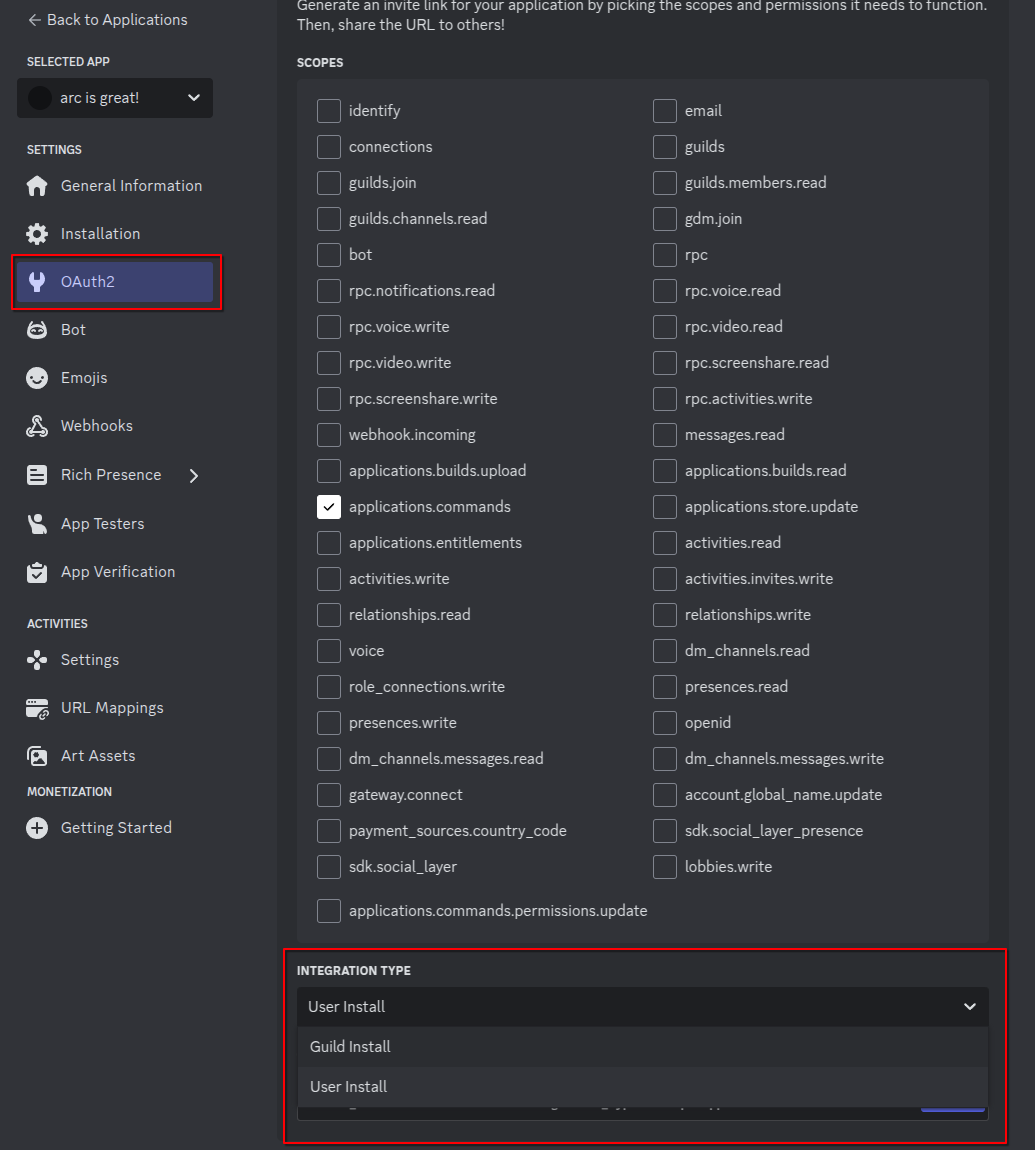 Back to Applications
SELECTED APP
arc is great!
SETTINGS
General Information
Installation
OAuth2
Bot
Emojis
Webhooks
Rich Presence
App Testers
App Verification
ACTIVITIES
Settings
URL Mappings
Art Assets
MONETIZATION
Getting Started
Generate an invite link for your application by picking the scopes and permissions it needs to function.
Then, share the URL to others!
SCOPES
identify email
connections guilds
guilds.join guilds.members.read
guilds.channels.read gdm.join
bot rpc
rpc.notifications.read rpc.voice.read
rpc.voice.write rpc.video.read
rpc.video.write rpc.screenshare.read
rpc.screenshare.write rpc.activities.write
webhook.incoming messages.read
applications.builds.upload applications.builds.read
applications.commands applications.store.update
applications.entitlements activities.read
activities.write activities.invites.write
relationships.read relationships.write
voice dm_channels.read
role_connections.write presences.read
presences.write openid
dm_channels.messages.read dm_channels.messages.write
gateway.connect account.global_name.update
payment_sources.country_code sdk.social_layer_presence
sdk.social_layer lobbies.write
applications.commands.permissions.update
INTEGRATION TYPE
User Install
Guild Install
User Install